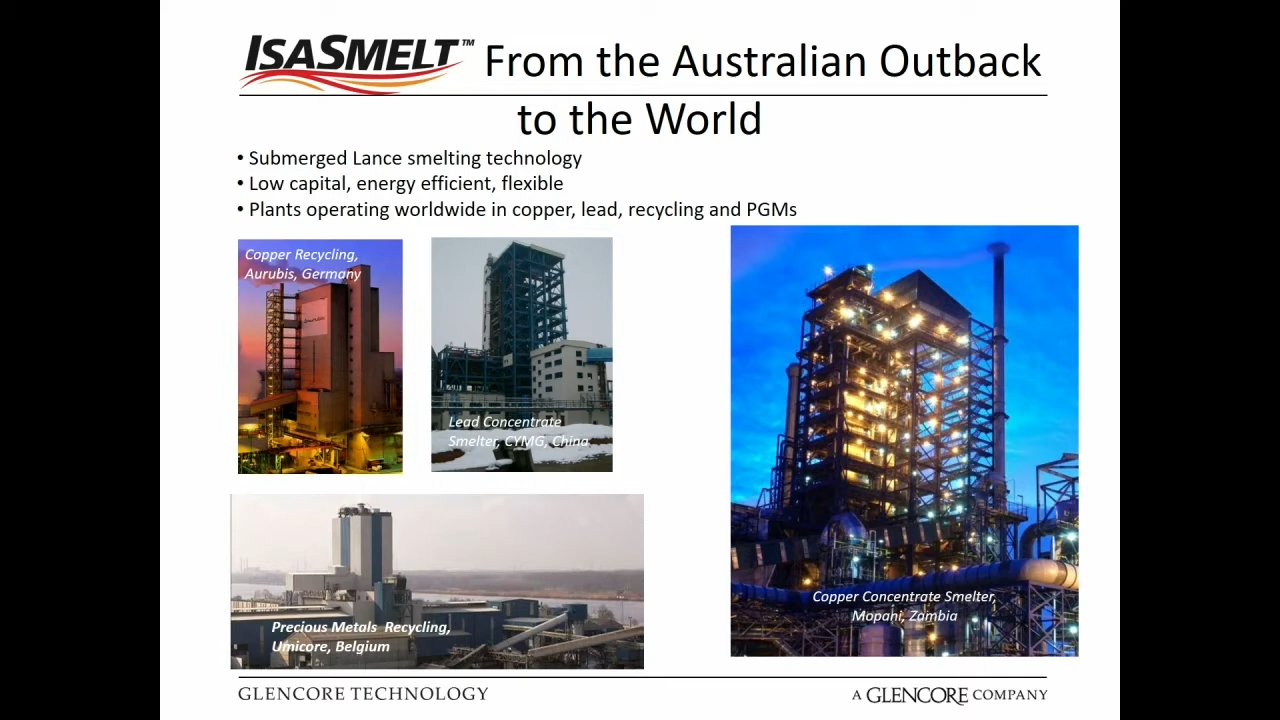 ISASMELT™ From the Australian Outback
to the World
• Submerged Lance smelting technology
• Low capital, energy efficient, flexible
• Plants operating worldwide in copper, lead, recycling and PGMs
Copper Recycling,
Aurubis, Germany
Lead Concentrate
Smelter, CYMG, China
Copper Concentrate Smelter,
Mopani, Zambia
Precious Metals Recycling,
Umicore, Belgium
GLENCORE TECHNOLOGY
A GLENCORE COMPANY